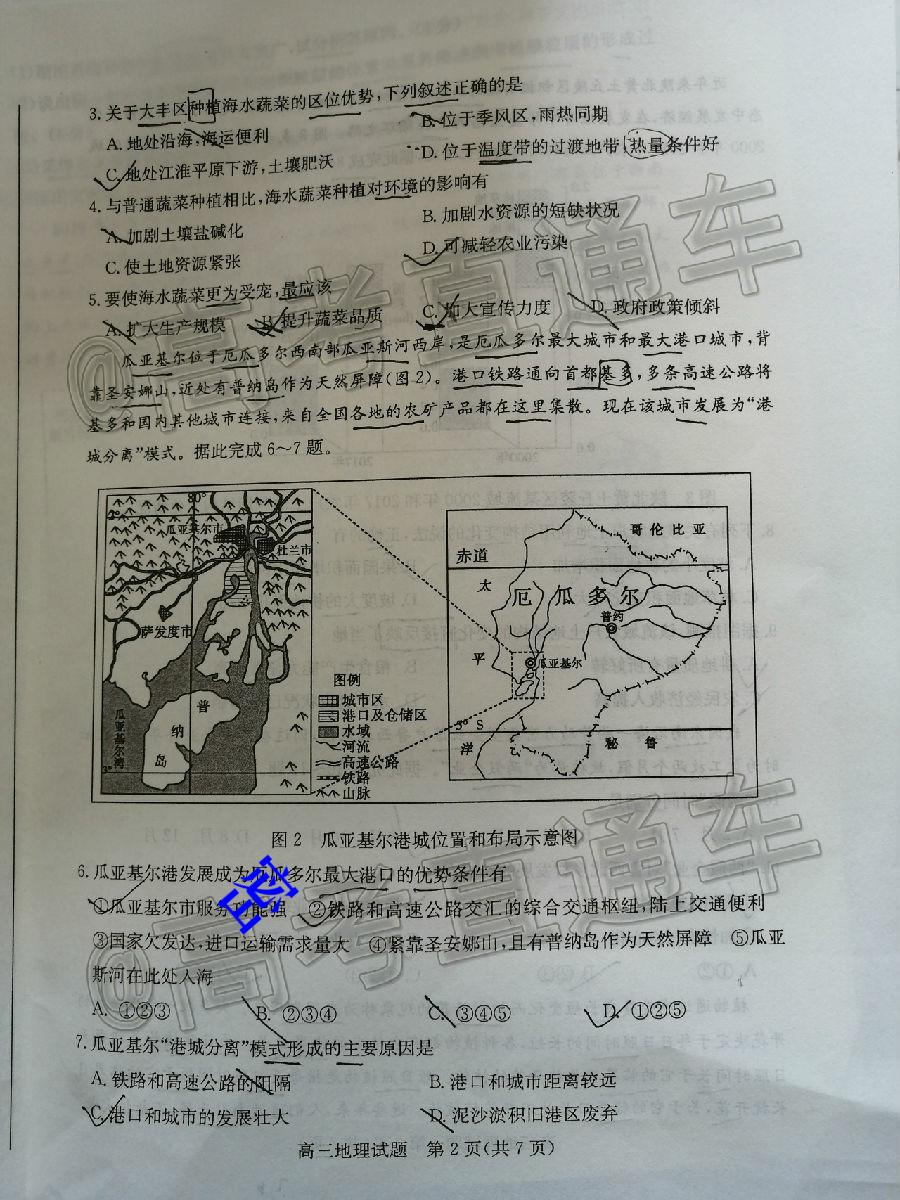 3.关于大丰区种植海水蔬菜的区位优势,下列叙述正确的是
A.地处沿海,海运便利
B.位于季风区,雨热同期
C.地处江淮平原下游,土壤肥沃
D.位于温度带的过渡地带,热量条件好
4.与普通蔬菜种植相比,海水蔬菜种植对环境的影响有
A.加剧土壤盐碱化
B.加剧水资源的短缺状况
C.使土地资源紧张
D.可减轻农业污染
5.要使海水蔬菜更为受宠,最应该
A.扩大生产规模 B.提升蔬菜品质 C.拓大宣传力度 D.政府政策倾斜
瓜亚基尔位于厄瓜多尔西南部瓜亚斯河西岸,是厄瓜多尔最大城市和最大港口城市,背
靠圣安娜山,近处有普纳岛作为天然屏障(图2)。港口铁路通向首都基多,多条高速公路将
基多和国内其他城市连接,来自全国各地的农矿产品都在这里集散。现在该城市发展为“港
城分离”模式。据此完成6~7题。
80°
2°
瓜亚基尔市
杜兰市
萨发度市
普
纳
岛
瓜亚基尔湾
3°
图例
城市区
港口及仓储区
水域
河流
高速公路
铁路
山脉
哥伦比亚
赤道
太
平
洋
厄瓜多尔
普约
瓜亚基尔
3° S
秘鲁
图2 瓜亚基尔港城位置和布局示意图
6.瓜亚基尔港发展成为厄瓜多尔最大港口的优势条件有
①瓜亚基尔市服务功能强 ②铁路和高速公路交汇的综合交通枢纽,陆上交通便利
③国家欠发达,进口运输需求量大 ④紧靠圣安娜山,且有普纳岛作为天然屏障 ⑤瓜亚
斯河在此处入海
A. ①②③ B. ②③④ C. ③④⑤ D. ①②⑤
7.瓜亚基尔“港城分离”模式形成的主要原因是
A.铁路和高速公路的阻隔
B.港口和城市距离较远
C.港口和城市的发展壮大
D.泥沙淤积旧港区废弃
高三地理试题 第2页(共7页)
@高考直通车
@高考直通车
密